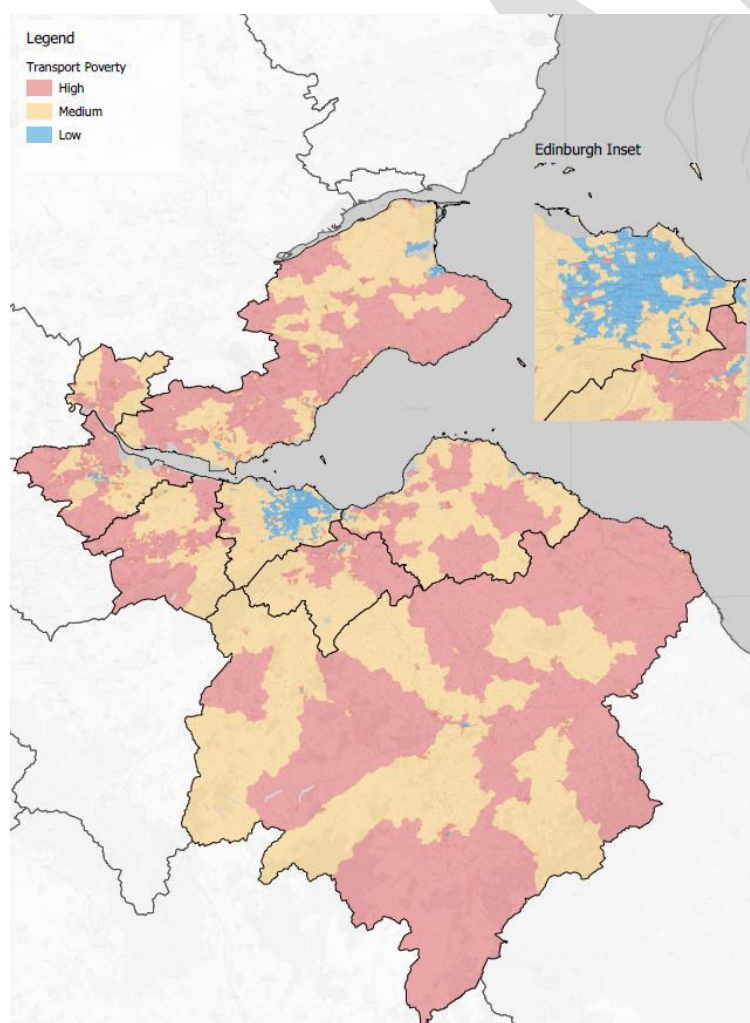 Legend
Transport Poverty
High
Medium
Low
Edinburgh Inset